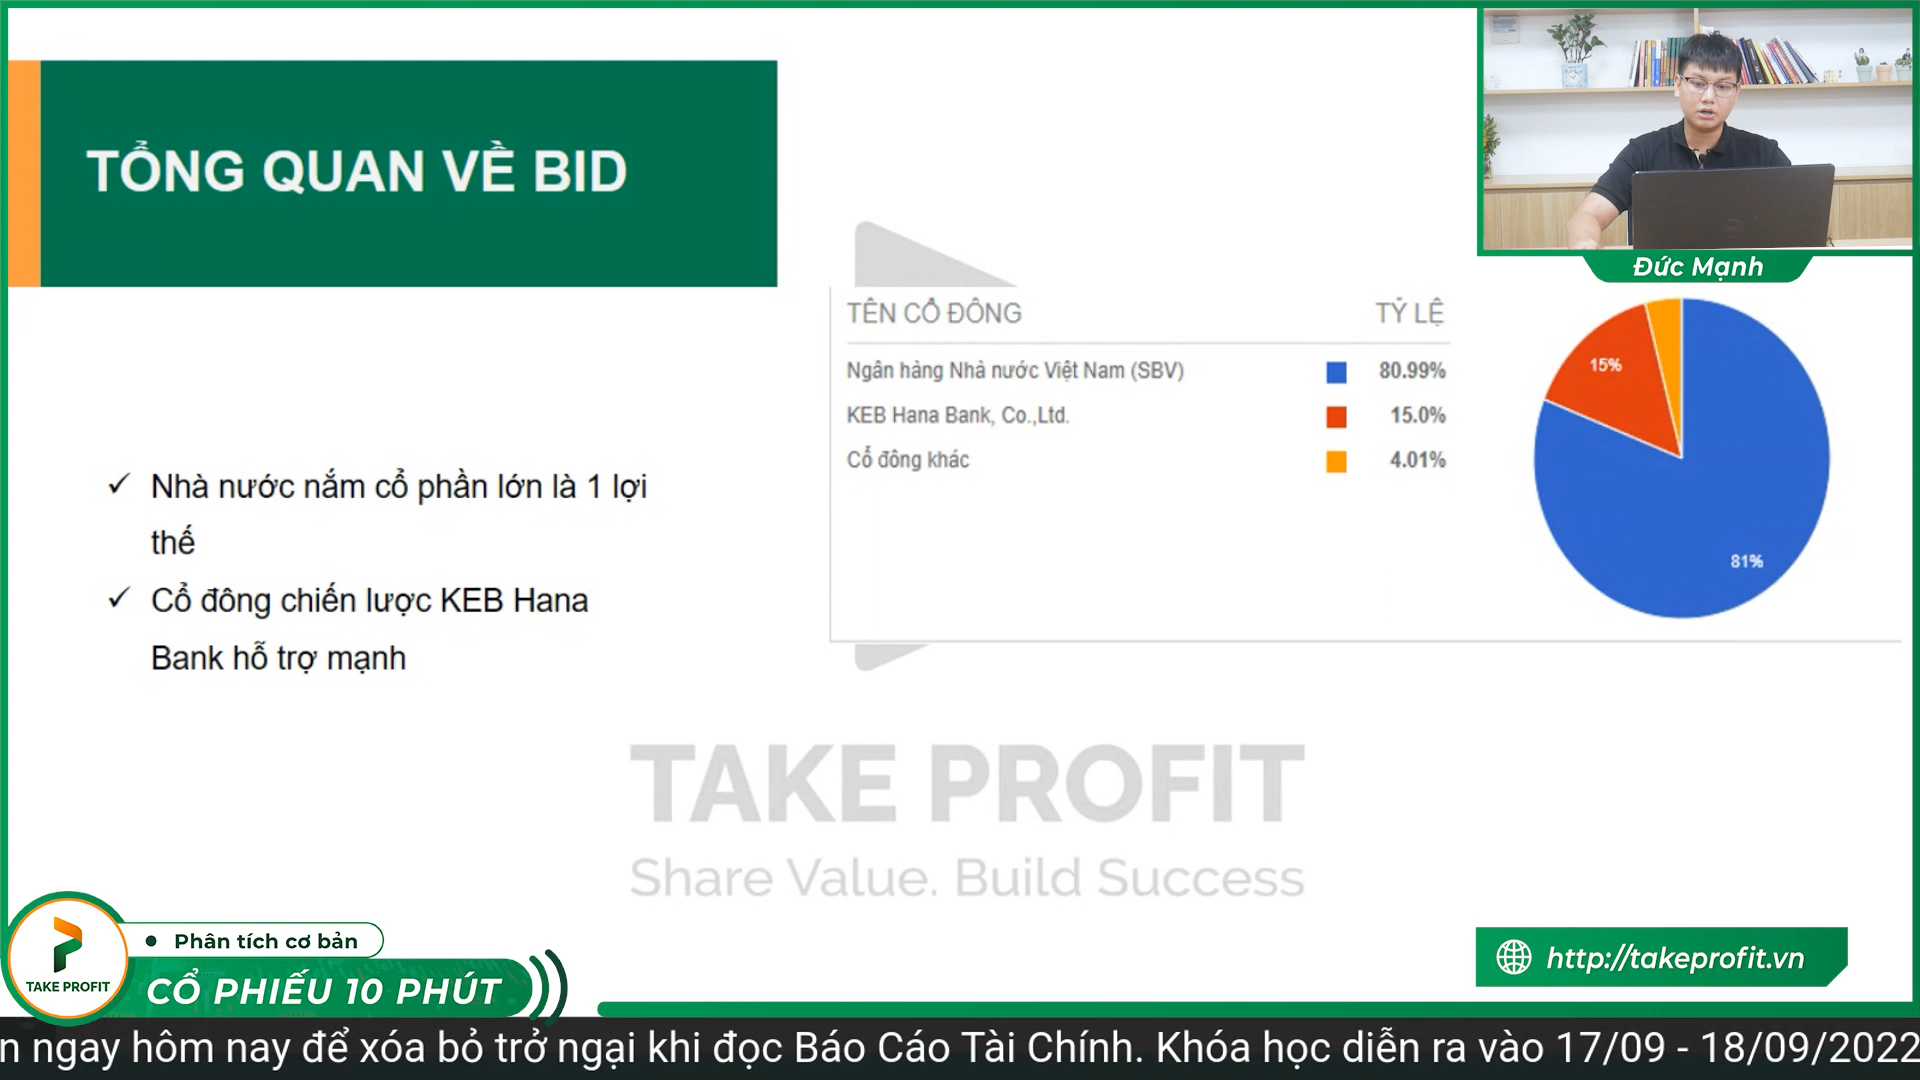 TỔNG QUAN VỀ BID
Đức Mạnh
TÊN CỔ ĐÔNG TỶ LỆ
Ngân hàng Nhà nước Việt Nam (SBV) 80.99%
KEB Hana Bank, Co.,Ltd. 15.0%
Cổ đông khác 4.01%
15%
81%
✓ Nhà nước nắm cổ phần lớn là 1 lợi
thế
✓ Cổ đông chiến lược KEB Hana
Bank hỗ trợ mạnh
TAKE PROFIT
Share Value. Build Success
• Phân tích cơ bản
TAKE PROFIT
CỔ PHIẾU 10 PHÚT
http://takeprofit.vn
n ngay hôm nay để xóa bỏ trở ngại khi đọc Báo Cáo Tài Chính. Khóa học diễn ra vào 17/09 - 18/09/2022